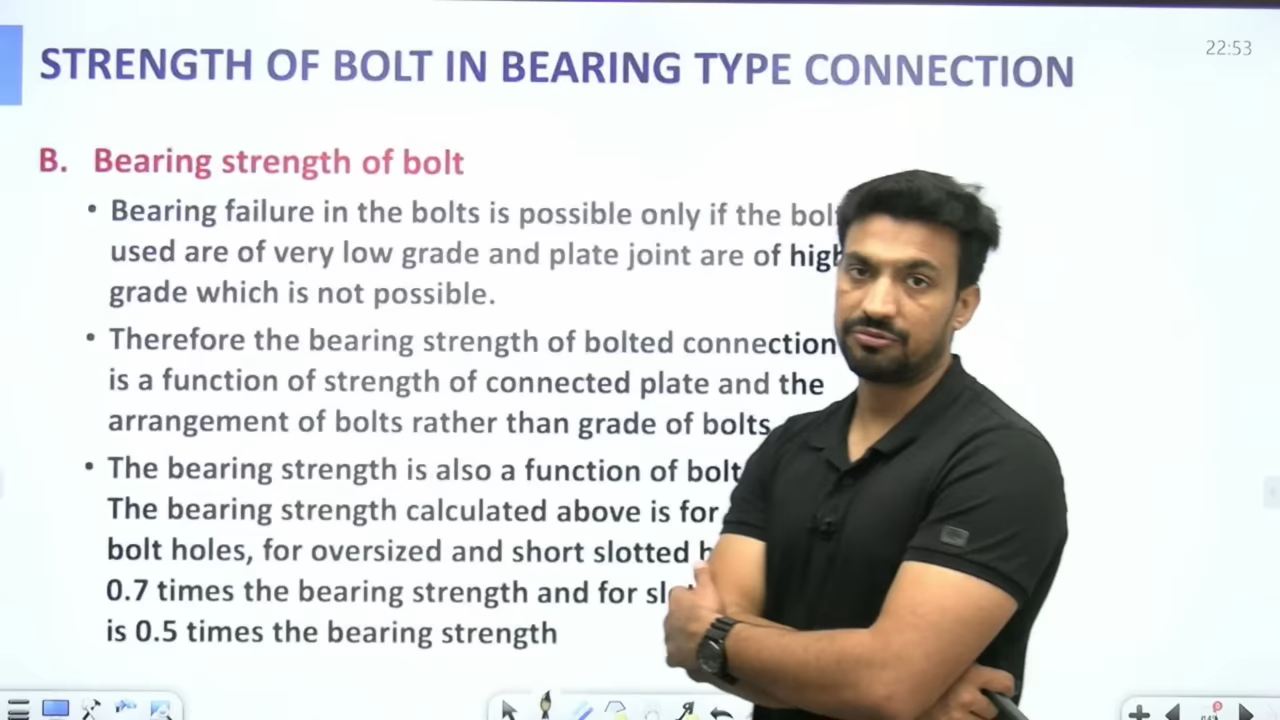 STRENGTH OF BOLT IN BEARING TYPE CONNECTION
22:53
B. Bearing strength of bolt
• Bearing failure in the bolts is possible only if the
used are of very low grade and plate joint are of
grade which is not possible.
• Therefore the bearing strength of bolted connection
is a function of strength of connected plate and the
arrangement of bolts rather than grade of bolts
• The bearing strength is also a function of bolt
The bearing strength calculated above is for
bolt holes, for oversized and short slotted
0.7 times the bearing strength and for
is 0.5 times the bearing strength